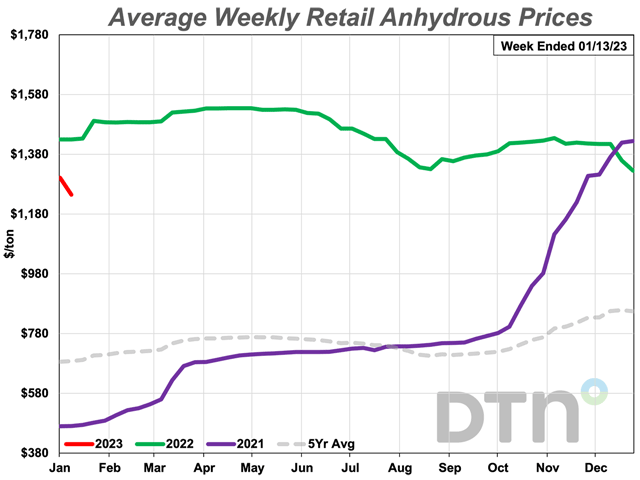 Average Weekly Retail Anhydrous Prices
Week Ended 01/13/23
$1,780
$1,580
$1,380
$1,180
$980
$780
$580
$380
$/ton
DTN
2023 2022 2021 5Yr Avg
Jan Feb Mar Apr May Jun Jul Aug Sep Oct Nov Dec